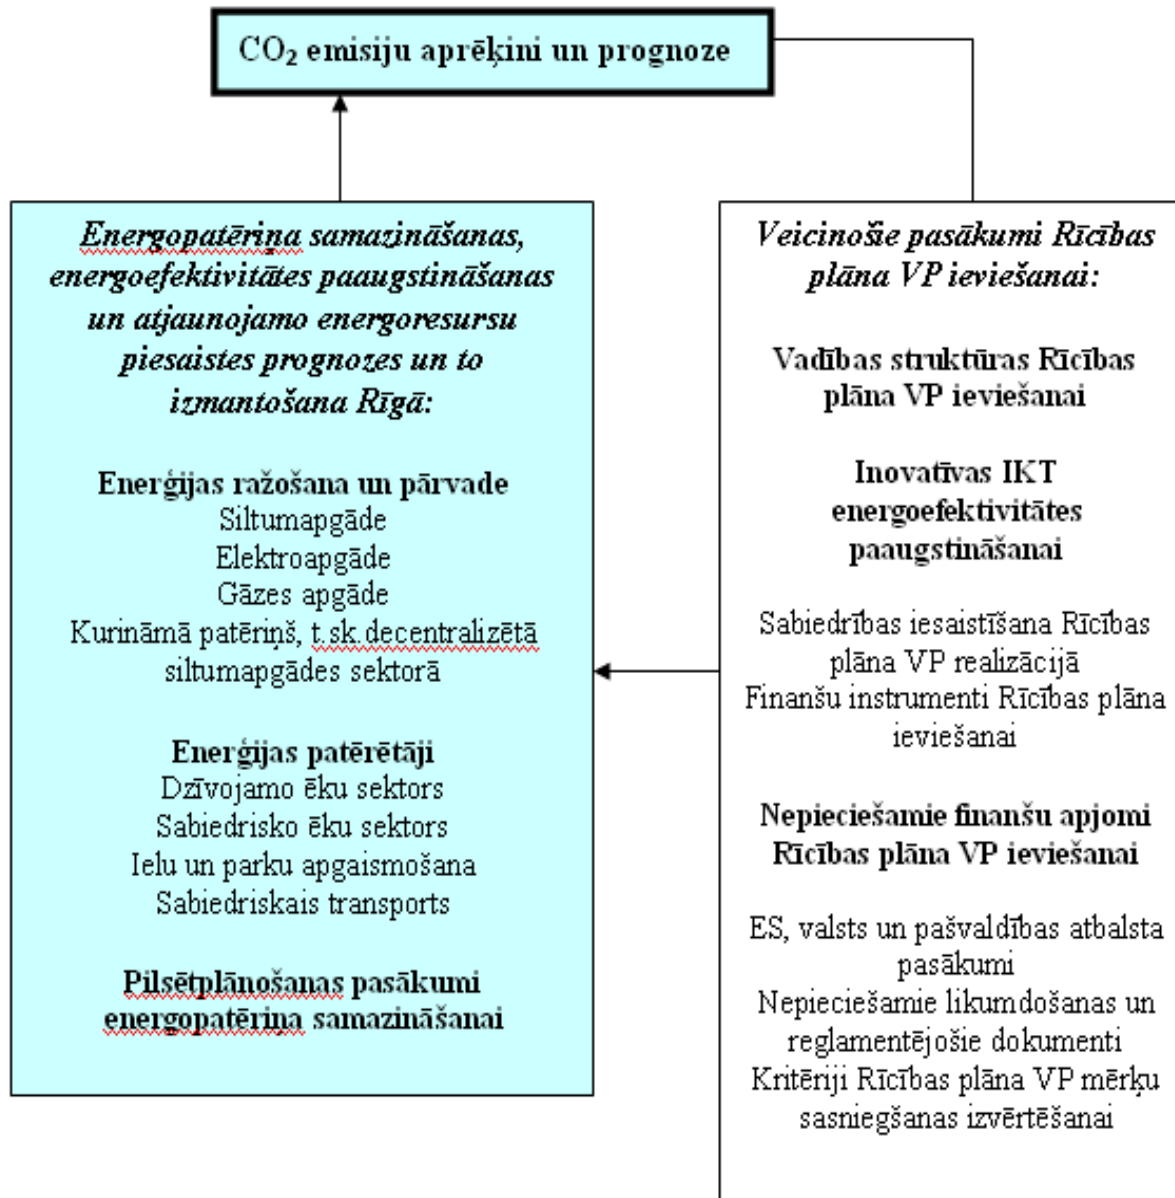 CO₂ emisiju aprēķini un prognoze
Energopatēriņa samazināšanas,
energoefektivitātes paaugstināšanas
un atjaunojamo energoresursu
piesaistes prognozes un to
izmantošana Rīgā:
Enerģijas ražošana un pārvade
Siltumapgāde
Elektroapgāde
Gāzes apgāde
Kurināmā patēriņš, t.sk.decentralizētā
siltumapgādes sektorā
Enerģijas patērētāji
Dzīvojamo ēku sektors
Sabiedrisko ēku sektors
Ielu un parku apgaismošana
Sabiedriskais transports
Pilsētplānošanas pasākumi
energopatēriņa samazināšanai
Veicinošie pasākumi Rīcības
plāna VP ieviešanai:
Vadības struktūras Rīcības
plāna VP ieviešanai
Inovatīvas IKT
energoefektivitātes
paaugstināšanai
Sabiedrības iesaistīšana Rīcības
plāna VP realizācijā
Finanšu instrumenti Rīcības plāna
ieviešanai
Nepieciešamie finanšu apjomi
Rīcības plāna VP ieviešanai
ES, valsts un pašvaldības atbalsta
pasākumi
Nepieciešamie likumdošanas un
reglamentējošie dokumenti
Kritēriji Rīcības plāna VP mērķu
sasniegšanas izvērtēšanai